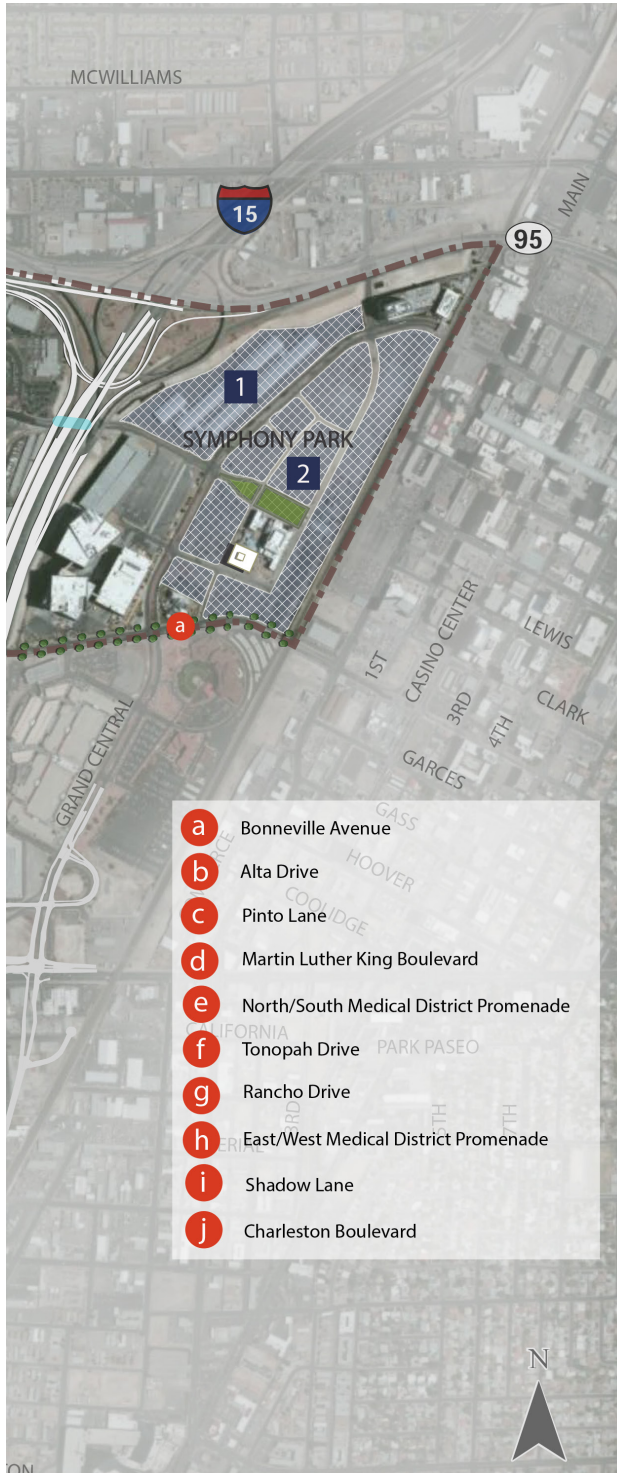 MCWILLIAMS
15
MAIN
95
1
SYMPHONY PARK
2
a
LEWIS
CASINO CENTER
1ST
3RD
CLARK
4TH
GARCES
GRAND CENTRAL
GASS
HOOVER
COOLIDGE
a Bonneville Avenue
b Alta Drive
c Pinto Lane
d Martin Luther King Boulevard
e North/South Medical District Promenade
CALIFORNIA
PARK PASEO
f Tonopah Drive
g Rancho Drive
3RD
7TH
h East/West Medical District Promenade
i Shadow Lane
j Charleston Boulevard
N